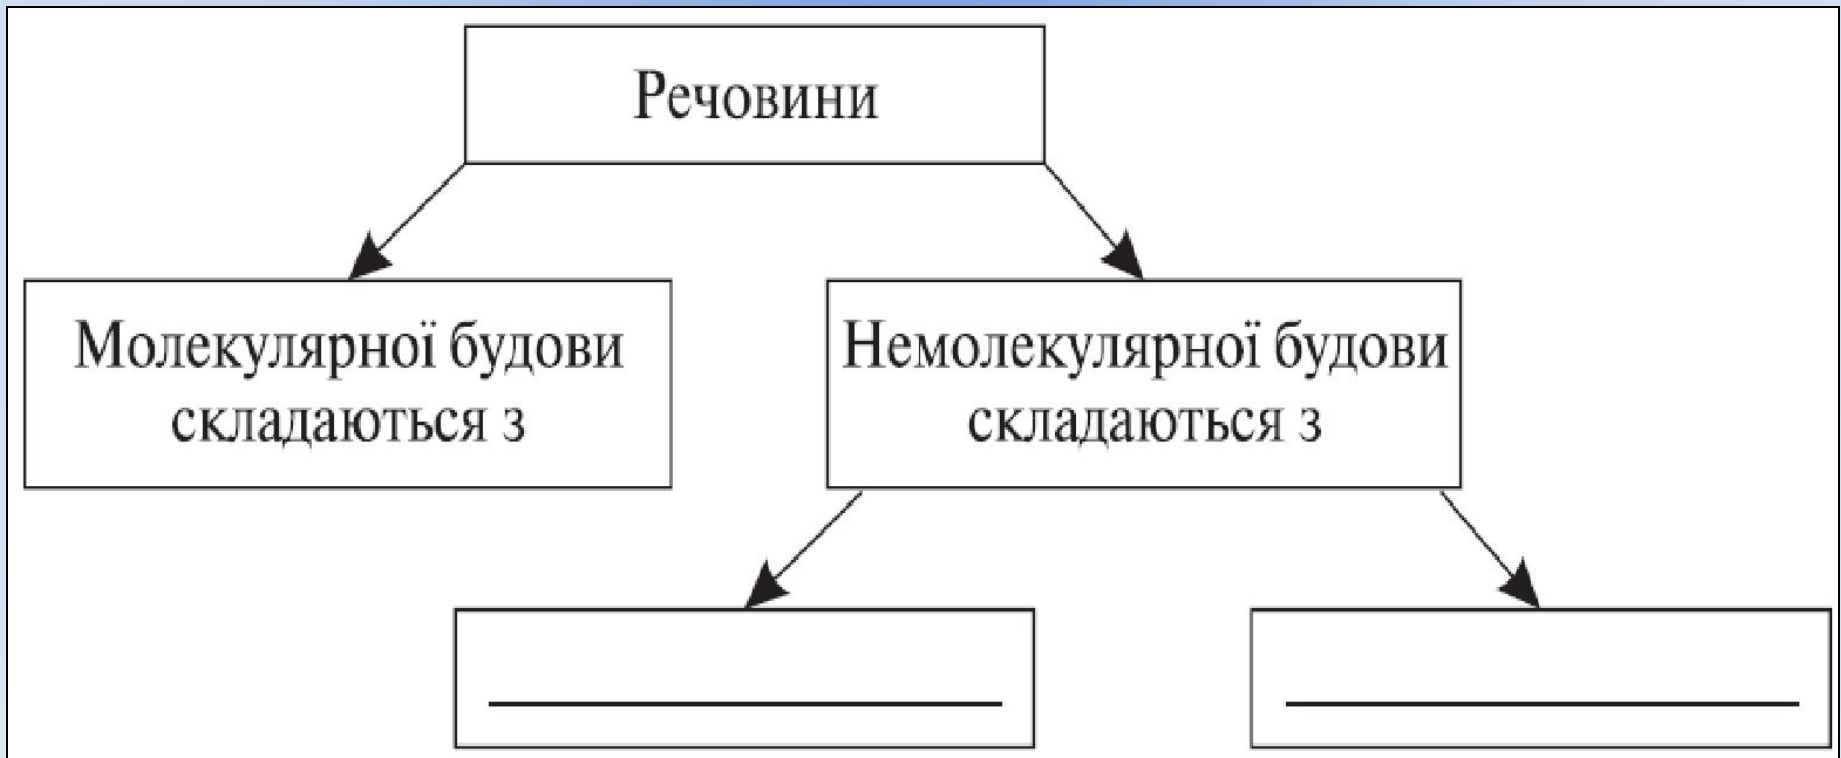 Речовини
Молекулярної будови
складаються з
Немолекулярної будови
складаються з